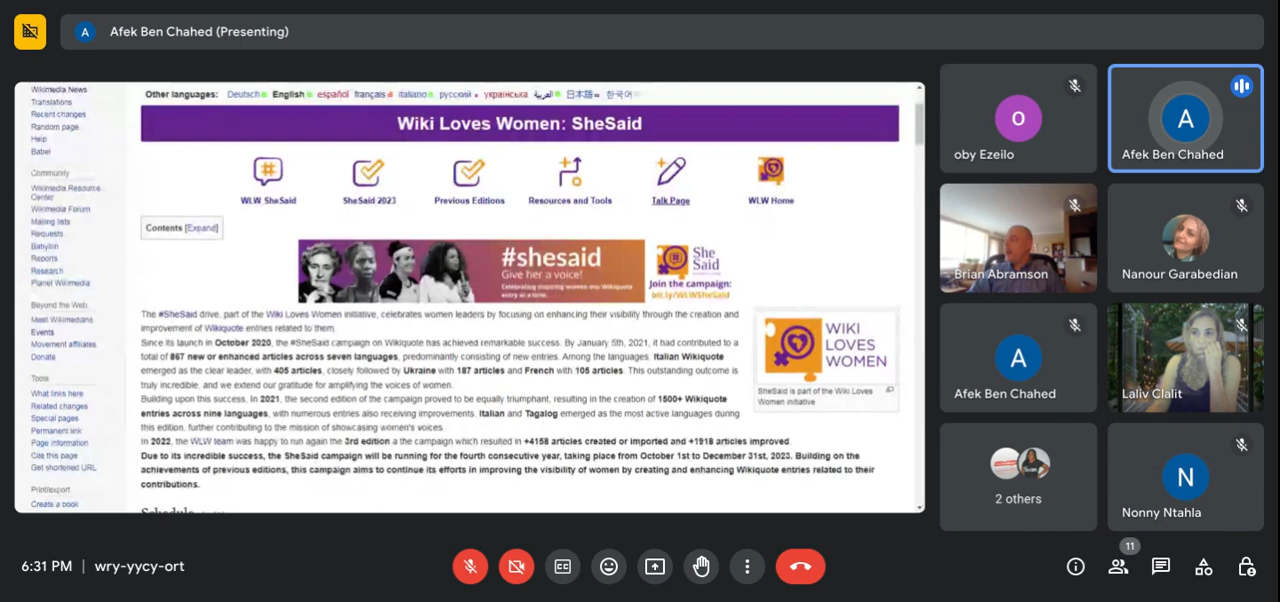 A Afek Ben Chahed (Presenting)
Wikimedia News
Translations
Recent changes
Random page
Help
Babel
Community
Wikimedia Resource
Center
Wikimedia Forum
Mailing lists
Requests
Babylon
Reports
Research
Planet Wikimedia
Beyond the Web
Meet Wikimedians
Events
Movement affiliates
Donate
Tools
What links here
Related changes
Special pages
Permanent link
Page information
Cite this page
Get shortened URL
Print/export
Create a book
Other languages: Deutsch English español français italiano русский українська العربية 日本語 한국어
Wiki Loves Women: SheSaid
WLW SheSaid
SheSaid 2023
Previous Editions
Resources and Tools
Talk Page
WLW Home
Contents [Expand]
#shesaid
Give her a voice!
Celebrating inspiring women on Wikiquote
entry at a time.
She
Said
Join the campaign:
bit.ly/WLWSheSaid
The #SheSaid drive, part of the Wiki Loves Women initiative, celebrates women leaders by focusing on enhancing their visibility through the creation and
improvement of Wikiquote entries related to them.
Since its launch in October 2020, the #SheSaid campaign on Wikiquote has achieved remarkable success. By January 5th, 2021, it had contributed to a
total of 867 new or enhanced articles across seven languages, predominantly consisting of new entries. Among the languages, Italian Wikiquote
emerged as the clear leader, with 405 articles, closely followed by Ukraine with 187 articles and French with 105 articles. This outstanding outcome is
truly incredible, and we extend our gratitude for amplifying the voices of women.
Building upon this success. In 2021, the second edition of the campaign proved to be equally triumphant, resulting in the creation of 1500+ Wikiquote
entries across nine languages, with numerous entries also receiving improvements. Italian and Tagalog emerged as the most active languages during
this edition, further contributing to the mission of showcasing women's voices.
In 2022, the WLW team was happy to run again the 3rd edition a the campaign which resulted in +4158 articles created or imported and +1918 articles improved.
Due to its incredible success, the SheSaid campaign will be running for the fourth consecutive year, taking place from October 1st to December 31st, 2023. Building on the
achievements of previous editions, this campaign aims to continue its efforts in improving the visibility of women by creating and enhancing Wikiquote entries related to their
contributions.
WIKI
LOVES
WOMEN
SheSaid is part of the Wiki Loves
Women initiative
O
oby Ezeilo
A
Afek Ben Chahed
Brian Abramson
Nanour Garabedian
A
Afek Ben Chahed
Laliv Clalit
2 others
N
Nonny Ntahla
6:31 PM | wry-yycy-ort
CC
11